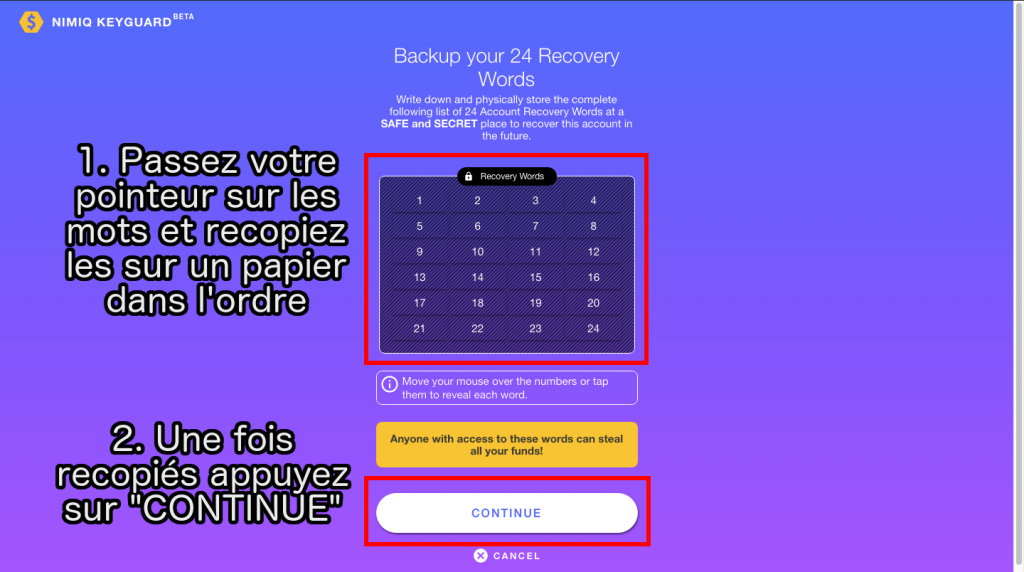 NIMIQ KEYGUARD BETA
Backup your 24 Recovery
Words
Write down and physically store the complete
following list of 24 Account Recovery Words at a
SAFE and SECRET place to recover this account in
the future.
1. Passez votre
pointeur sur les
mots et recopiez
les sur un papier
dans l'ordre
Recovery Words
1 2 3 4
5 6 7 8
9 10 11 12
13 14 15 16
17 18 19 20
21 22 23 24
Move your mouse over the numbers or tap
them to reveal each word.
Anyone with access to these words can steal
all your funds!
2. Une fois
recopiés appuyez
sur "CONTINUE"
CONTINUE
CANCEL